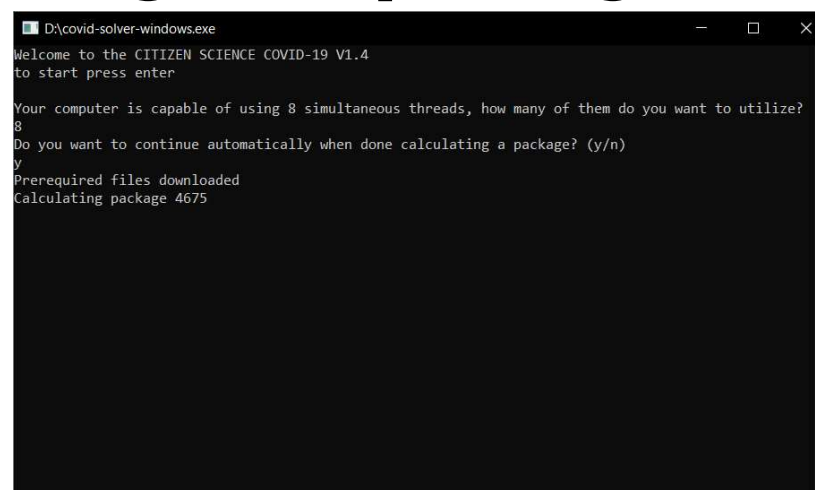 D:\covid-solver-windows.exe
Welcome to the CITIZEN SCIENCE COVID-19 V1.4
to start press enter
Your computer is capable of using 8 simultaneous threads, how many of them do you want to utilize?
8
Do you want to continue automatically when done calculating a package? (y/n)
y
Prerequired files downloaded
Calculating package 4675